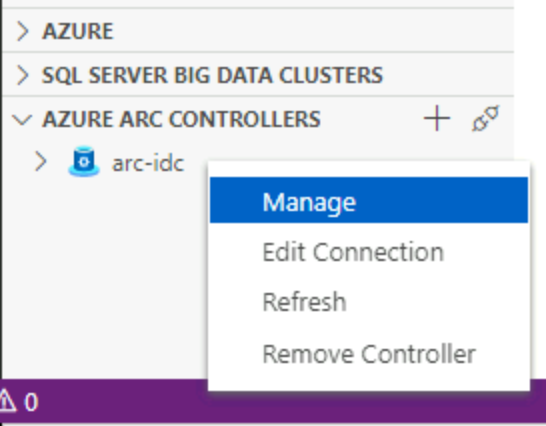 AZURE
SQL SERVER BIG DATA CLUSTERS
AZURE ARC CONTROLLERS
arc-idc
Manage
Edit Connection
Refresh
Remove Controller
0